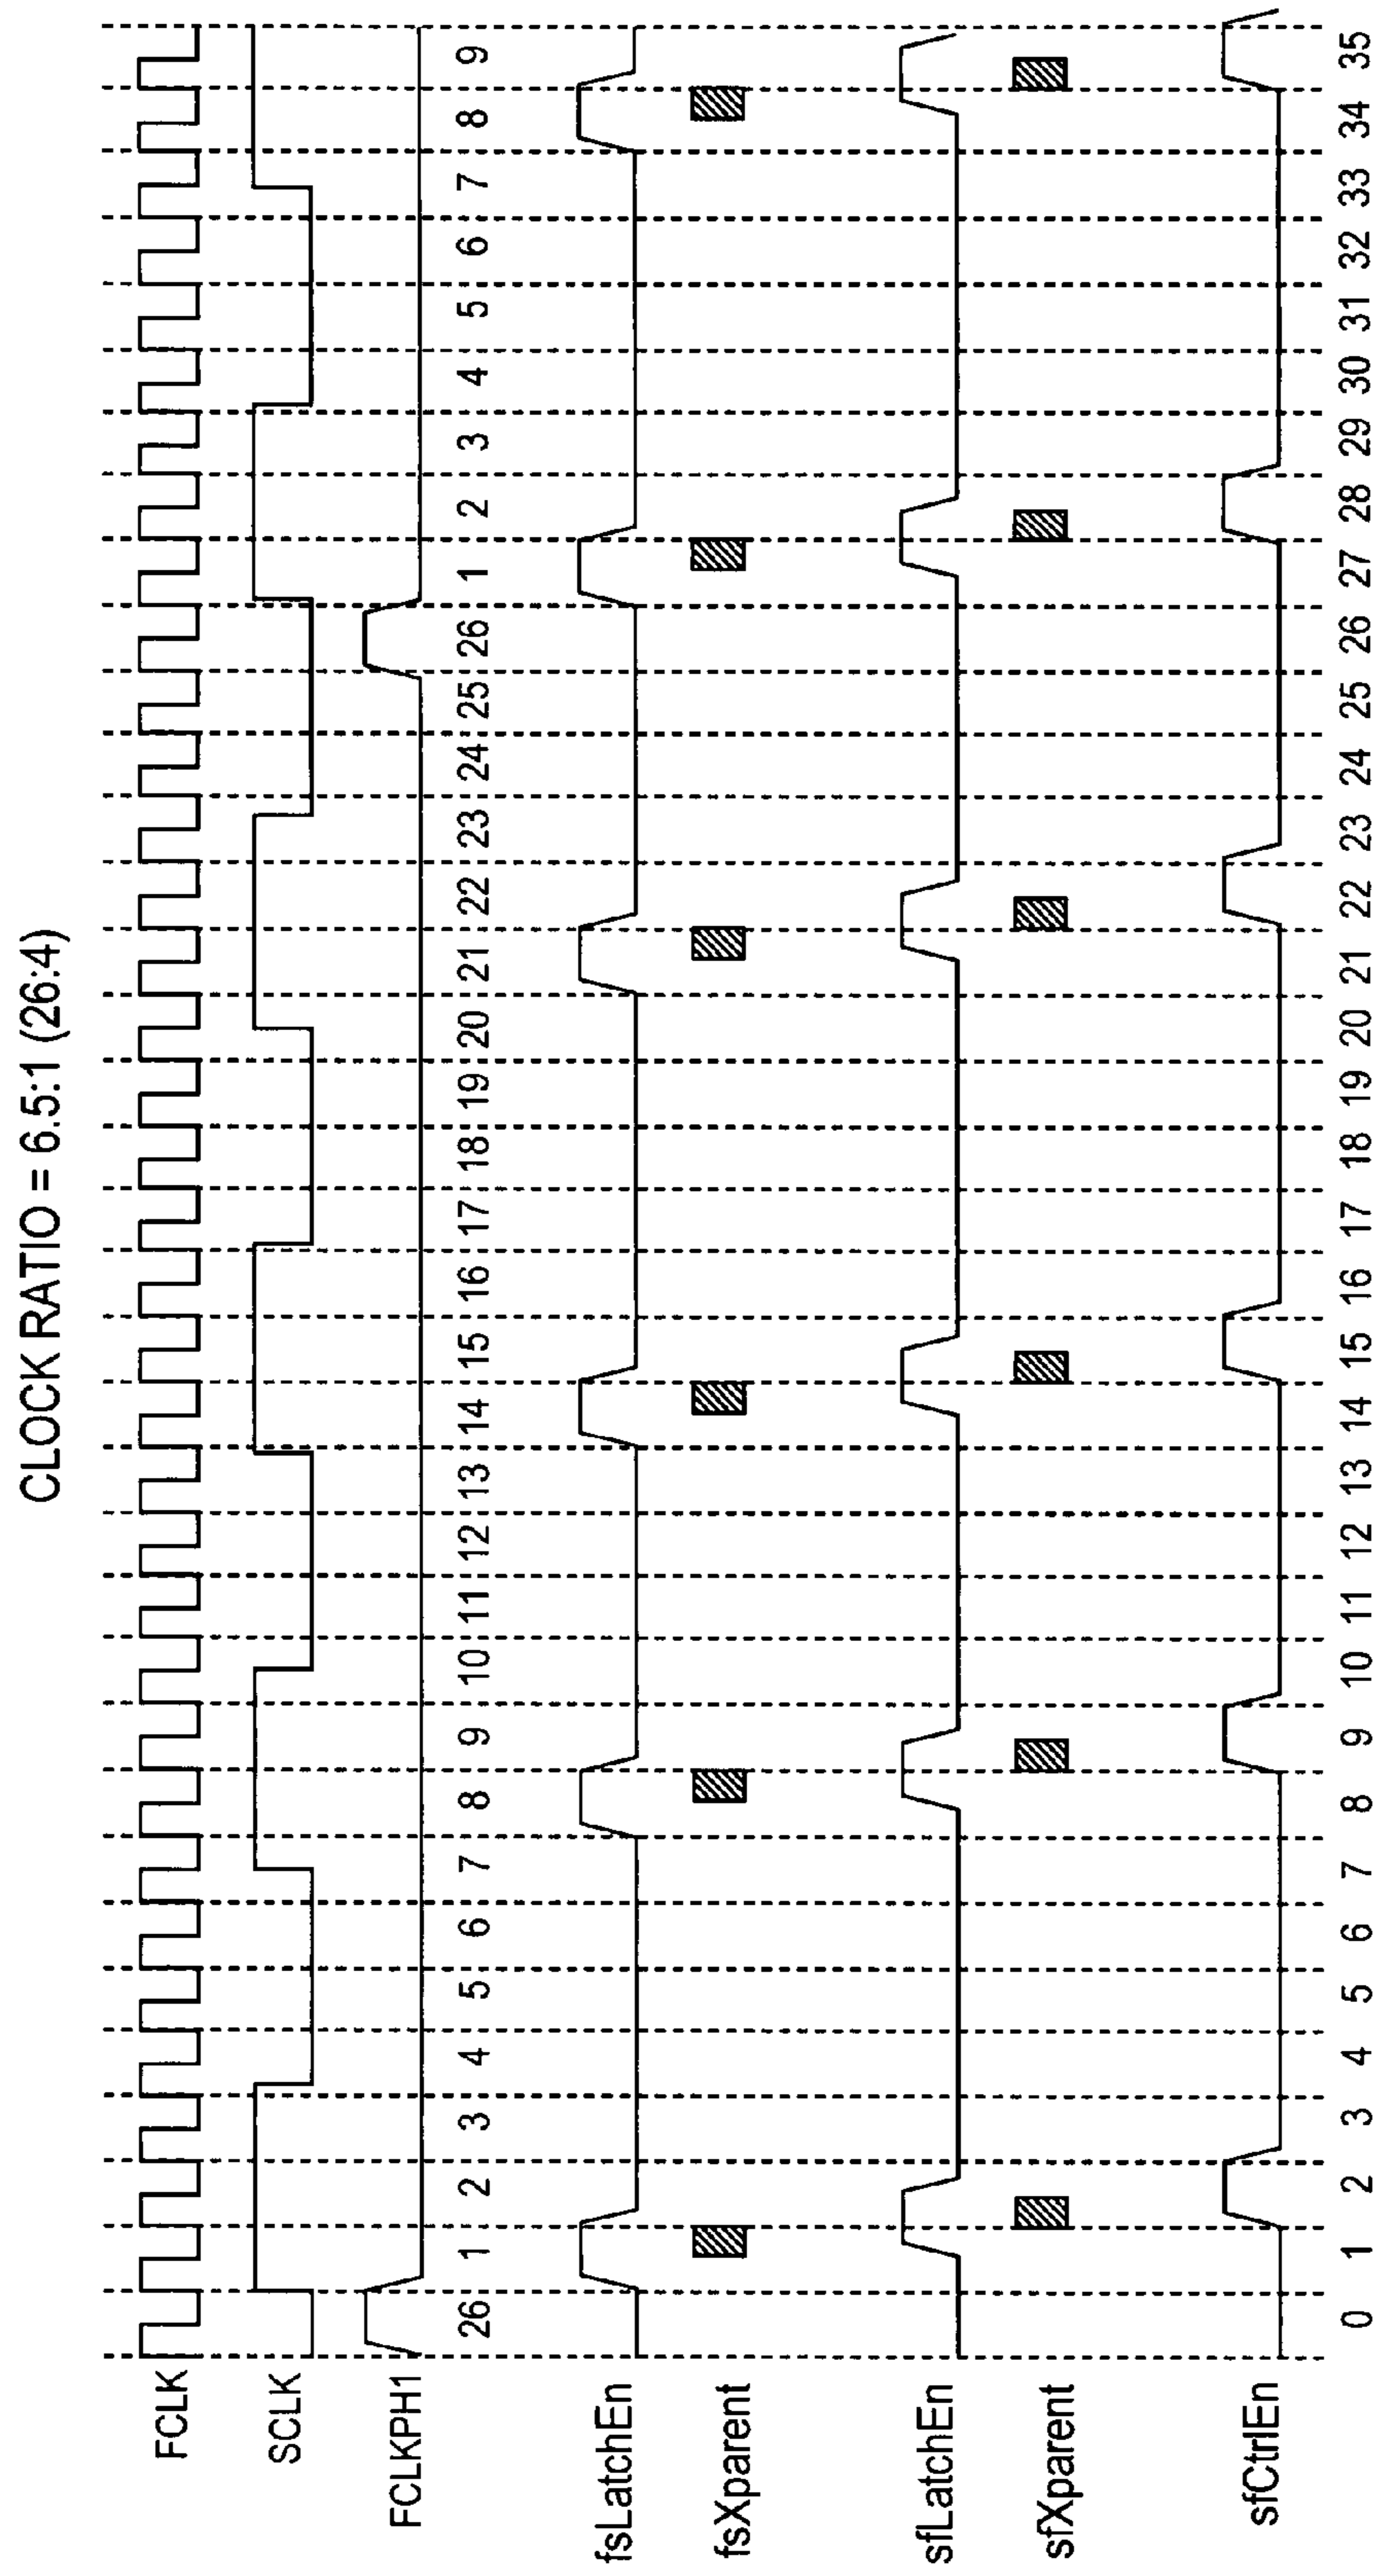 CLOCK RATIO = 6.5:1 (26:4)
FCLK
SCLK
FCLKPH1
26 1 2 3 4 5 6 7 8 9 10 11 12 13 14 15 16 17 18 19 20 21 22 23 24 25 26 1 2 3 4 5 6 7 8 9
fsLatchEn
fsXparent
sfLatchEn
sfXparent
sfCtrlEn
0 1 2 3 4 5 6 7 8 9 10 11 12 13 14 15 16 17 18 19 20 21 22 23 24 25 26 27 28 29 30 31 32 33 34 35